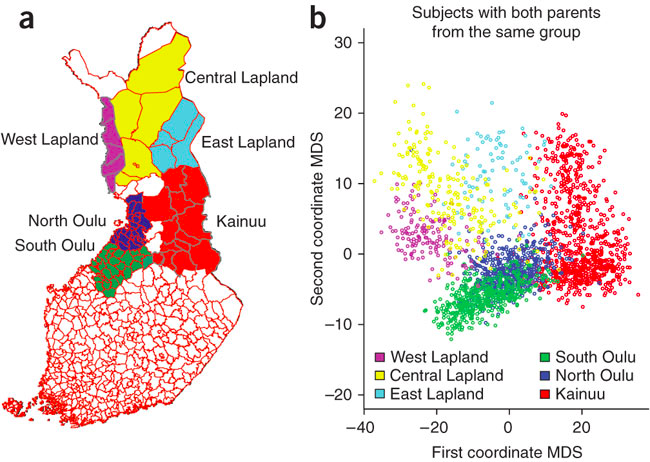 a
Central Lapland
West Lapland
East Lapland
North Oulu
South Oulu
Kainuu
b
Subjects with both parents
from the same group
Second coordinate MDS
30
20
10
0
−10
−20
West Lapland
Central Lapland
East Lapland
South Oulu
North Oulu
Kainuu
−40
−20
0
20
First coordinate MDS